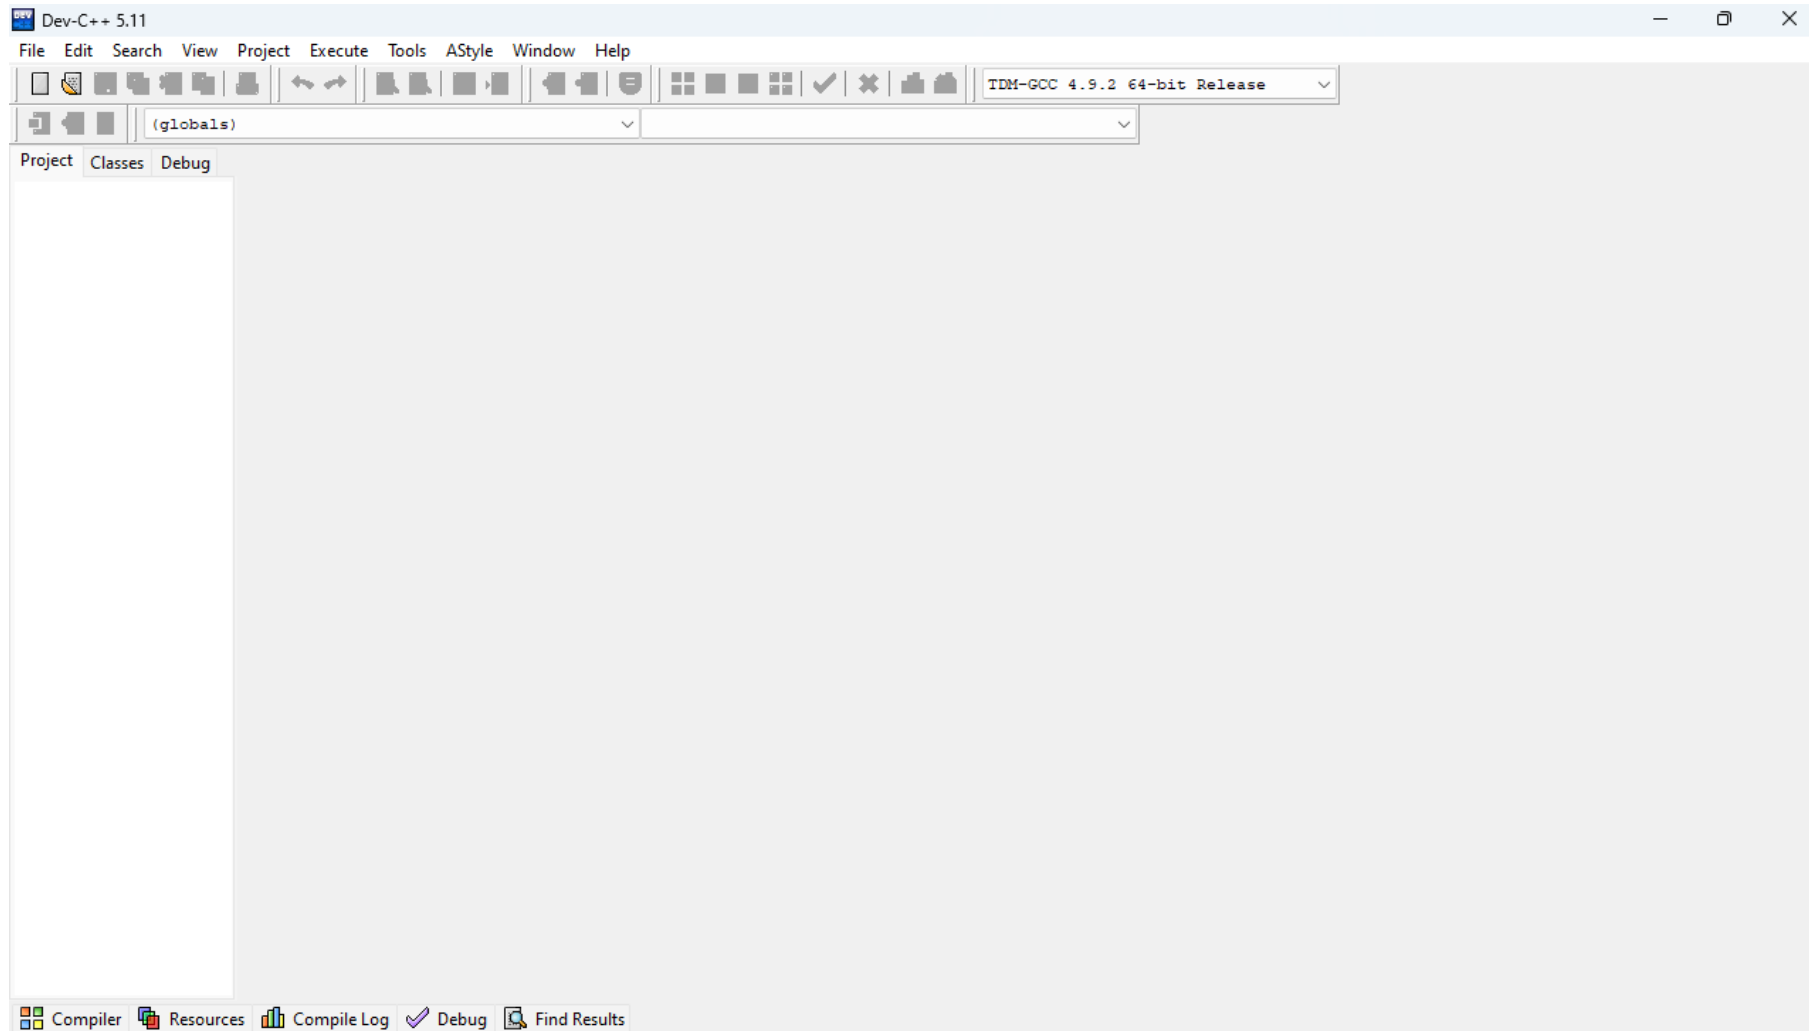 Dev-C++ 5.11
File Edit Search View Project Execute Tools AStyle Window Help
TDM-GCC 4.9.2 64-bit Release
(globals)
Project Classes Debug
Compiler Resources Compile Log Debug Find Results